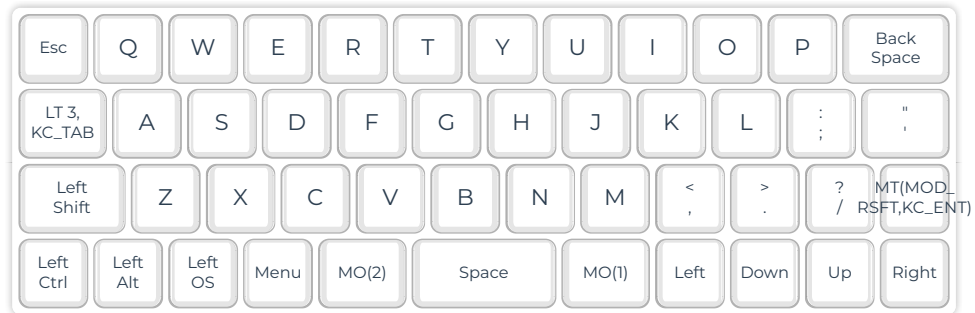 Esc Q W E R T Y U I O P Back
Space
LT 3,
KC_TAB A S D F G H J K L :
; "
'
Left
Shift Z X C V B N M <
, >
. ?
/ MT(MOD_
RSFT,KC_ENT)
Left
Ctrl Left
Alt Left
OS Menu MO(2) Space MO(1) Left Down Up Right